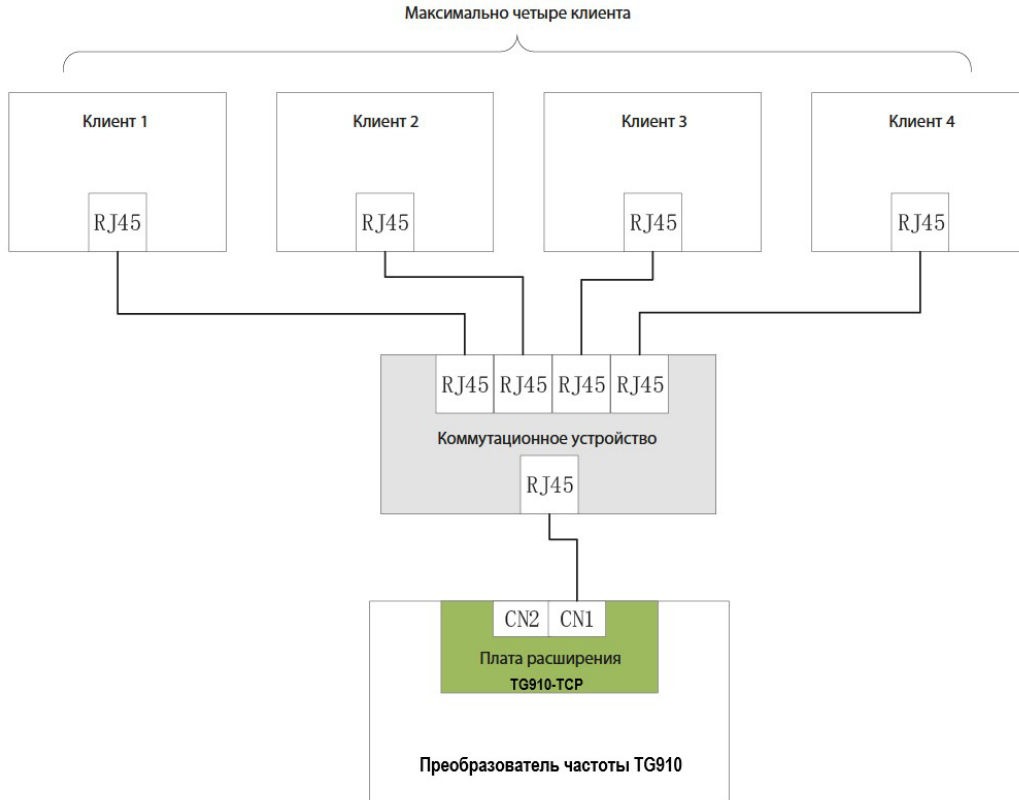 Максимально четыре клиента
Клиент 1
Клиент 2
Клиент 3
Клиент 4
RJ45
RJ45
RJ45
RJ45
RJ45
RJ45
RJ45
RJ45
Коммутационное устройство
RJ45
CN2
CN1
Плата расширения
TG910-TCP
Преобразователь частоты TG910